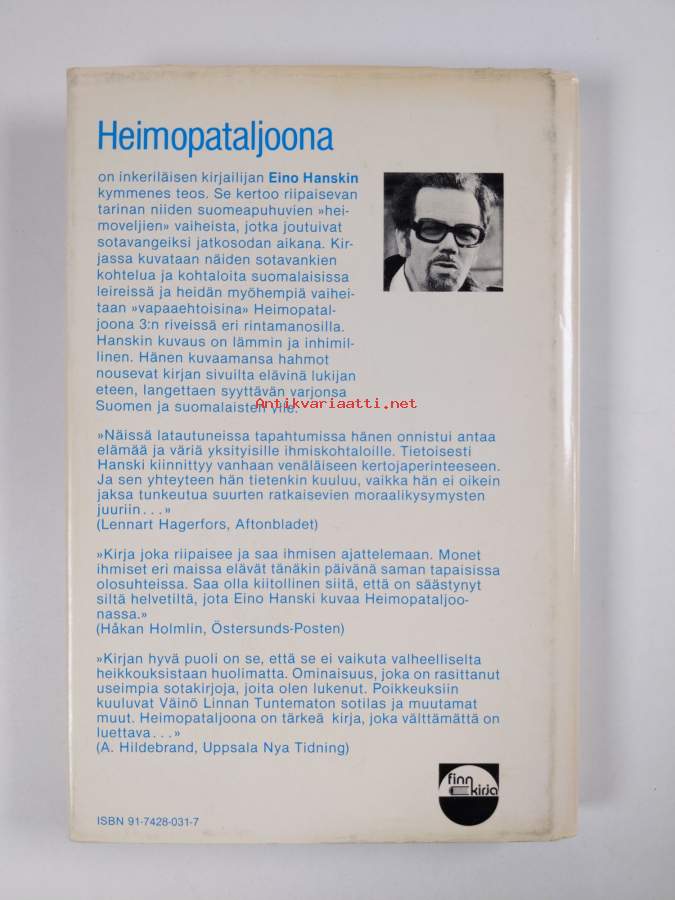 Heimopataljoona
on inkeriläisen kirjailijan Eino Hanskin
kymmenes teos. Se kertoo riipaisevan
tarinan niiden suomeapuhuvien »hei-
moveljien» vaiheista, jotka joutuivat
sotavangeiksi jatkosodan aikana. Kir-
jassa kuvataan näiden sotavankien
kohtelua ja kohtaloita suomalaisissa
leireissä ja heidän myöhempiä vaihei-
taan »vapaaehtoisina» Heimopatal-
joona 3:n riveissä eri rintamanosilla.
Hanskin kuvaus on lämmin ja inhimil-
linen. Hänen kuvaamansa hahmot
nousevat kirjan sivuilta elävinä lukijan
eteen, langettaen syyttävän varjonsa
Antikvariaatti.net
Suomen ja suomalaisten ylle.
»Näissä latautuneissa tapahtumissa hänen onnistui antaa
elämää ja väriä yksityisille ihmiskohtaloille. Tietoisesti
Hanski kiinnittyy vanhaan venäläiseen kertojaperinteeseen.
Ja sen yhteyteen hän tietenkin kuuluu, vaikka hän ei oikein
jaksa tunkeutua suurten ratkaisevien moraalikysymysten
juuriin...»
(Lennart Hagerfors, Aftonbladet)
»Kirja joka riipaisee ja saa ihmisen ajattelemaan. Monet
ihmiset eri maissa elävät tänäkin päivänä saman tapaisissa
olosuhteissa. Saa olla kiitollinen siitä, että on säästynyt
siltä helvetiltä, jota Eino Hanski kuvaa Heimopataljoo-
nassa.»
(Håkan Holmlin, Östersunds-Posten)
»Kirjan hyvä puoli on se, että se ei vaikuta valheelliselta
heikkouksistaan huolimatta. Ominaisuus, joka on rasittanut
useimpia sotakirjoja, joita olen lukenut. Poikkeuksiin
kuuluvat Väinö Linnan Tuntematon sotilas ja muutamat
muut. Heimopataljoona on tärkeä kirja, joka välttämättä on
luettava...»
(A. Hildebrand, Uppsala Nya Tidning)
finn
kirja
ISBN 91-7428-031-7